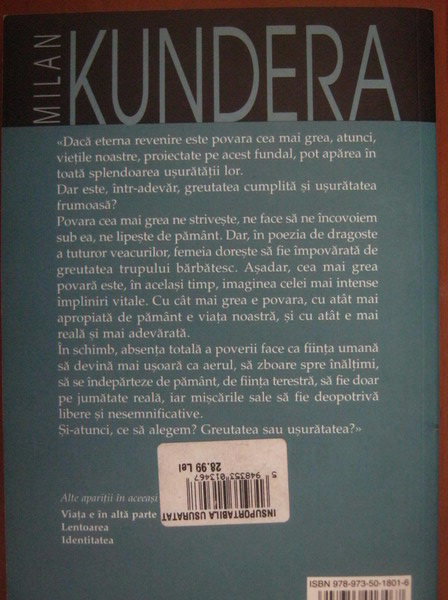 MILAN
KUNDERA
«Dacă eterna revenire este povara cea mai grea, atunci,
viețile noastre, proiectate pe acest fundal, pot apărea în
toată splendoarea ușurătății lor.
Dar este, într-adevăr, greutatea cumplită și ușurătatea
frumoasă?
Povara cea mai grea ne strivește, ne face să ne încovoiem
sub ea, ne lipește de pământ. Dar, în poezia de dragoste
a tuturor veacurilor, femeia dorește să fie împovărată de
greutatea trupului bărbătesc. Așadar, cea mai grea
povară este, în același timp, imaginea celei mai intense
împliniri vitale. Cu cât mai grea e povara, cu atât mai
apropiată de pământ e viața noastră, și cu atât e mai
reală și mai adevărată.
În schimb, absența totală a poverii face ca ființa umană
să devină mai ușoară ca aerul, să zboare spre înălțimi,
să se îndepărteze de pământ, de ființa terestră, să fie doar
pe jumătate reală, iar mișcările sale să fie deopotrivă
libere și nesemnificative.
Și-atunci, ce să alegem? Greutatea sau ușurătatea?»
28.99 Lei
5 948353 013467
INSUPORTABILA USURATAT
Alte apariții în aceeași
Viața e în altă parte
Lentoarea
Identitatea
ISBN 978-973-50-1801-6